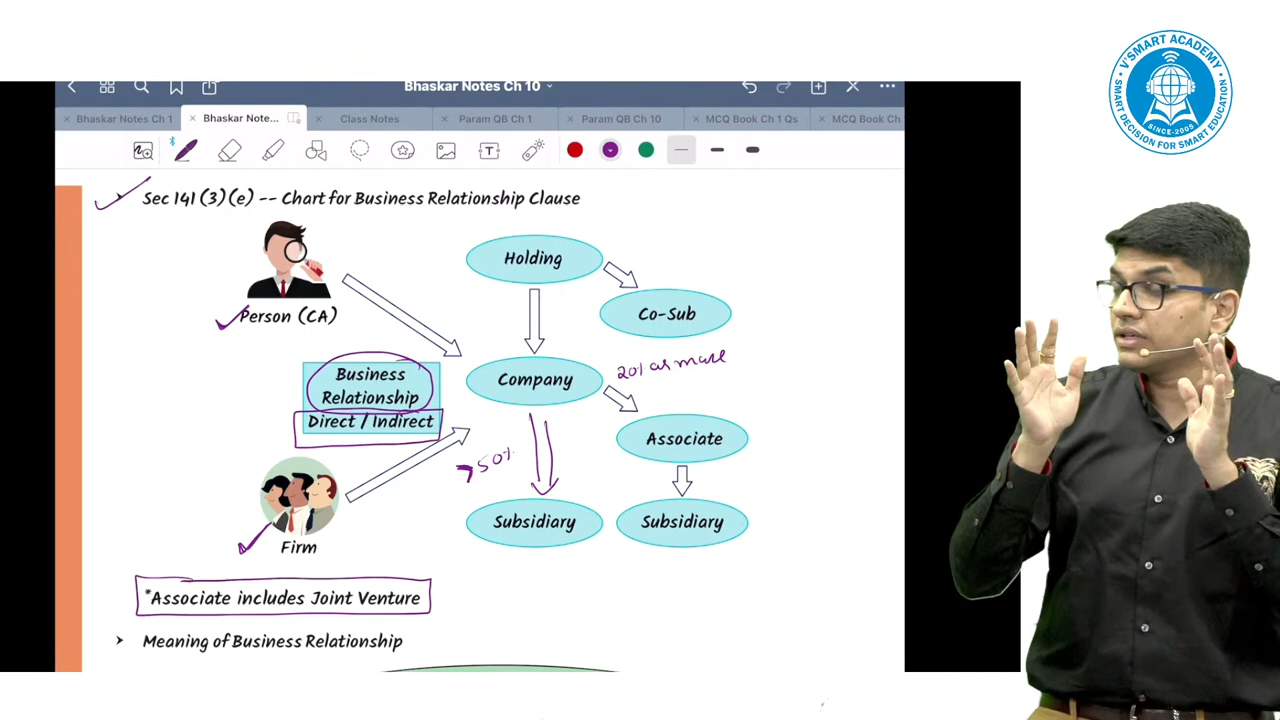 V'SMART ACADEMY
SMART DECISION FOR SMART EDUCATION
SINCE-2005
Bhaskar Notes Ch 10
Bhaskar Notes Ch 1
Bhaskar Note...
Class Notes
Param QB Ch 1
Param QB Ch 10
MCQ Book Ch 1 Qs
MCQ Book Ch
Sec 141 (3)(e) -- Chart for Business Relationship Clause
Holding
Person (CA)
Co-Sub
Business
Relationship
Direct / Indirect
Company
20% or more
Associate
>50%
Subsidiary
Subsidiary
Firm
*Associate includes Joint Venture
Meaning of Business Relationship